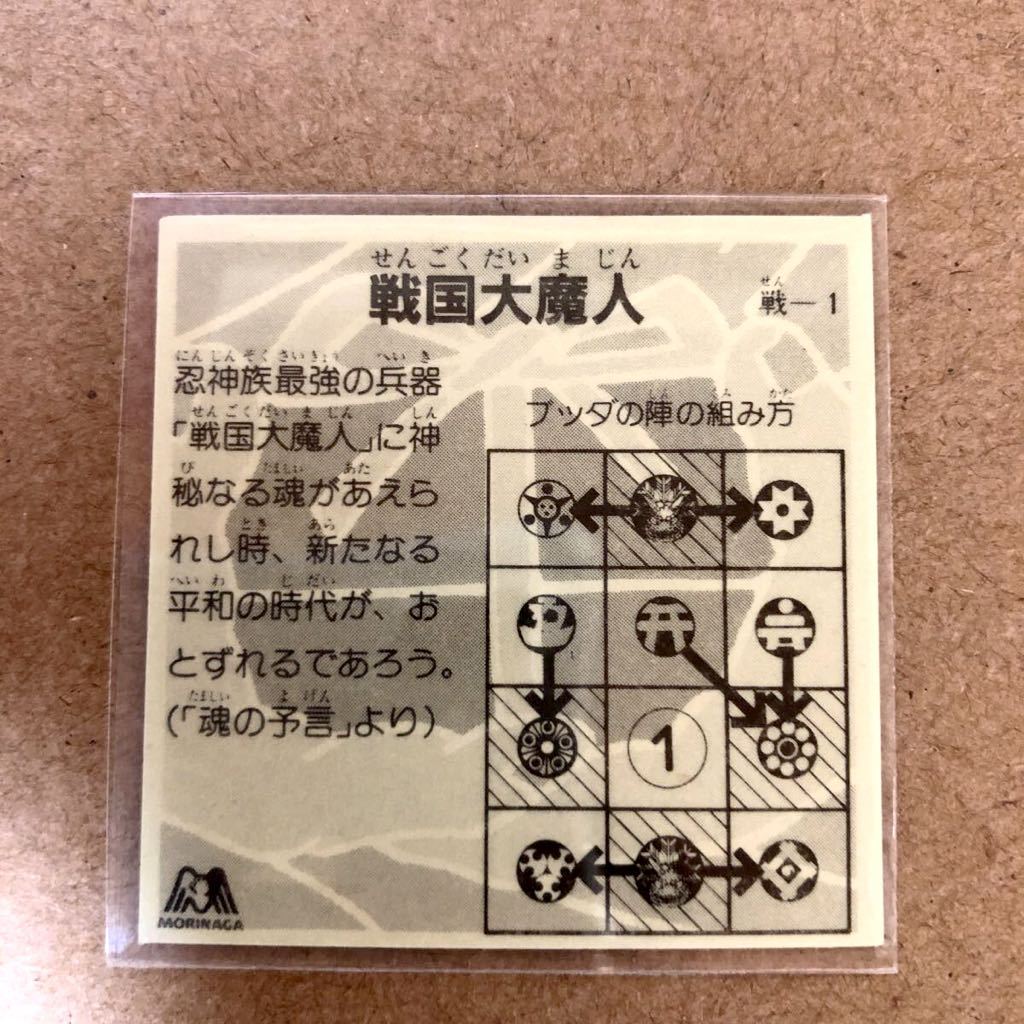 せんごくだいまじん
戦国大魔人
せん
戦ー1
にんじんぞくさいきょう へいき
忍神族最強の兵器
せんごくだいまじん しん
「戦国大魔人」に神
ぴ たましい あた
秘なる魂があえら
とき あら
れし時、新たなる
へいわ じだい
平和の時代が、お
とずれるであろう。
たましい よげん
(「魂の予言」より)
じん くみ かた
ブッダの陣の組み方
1
MORINAGA